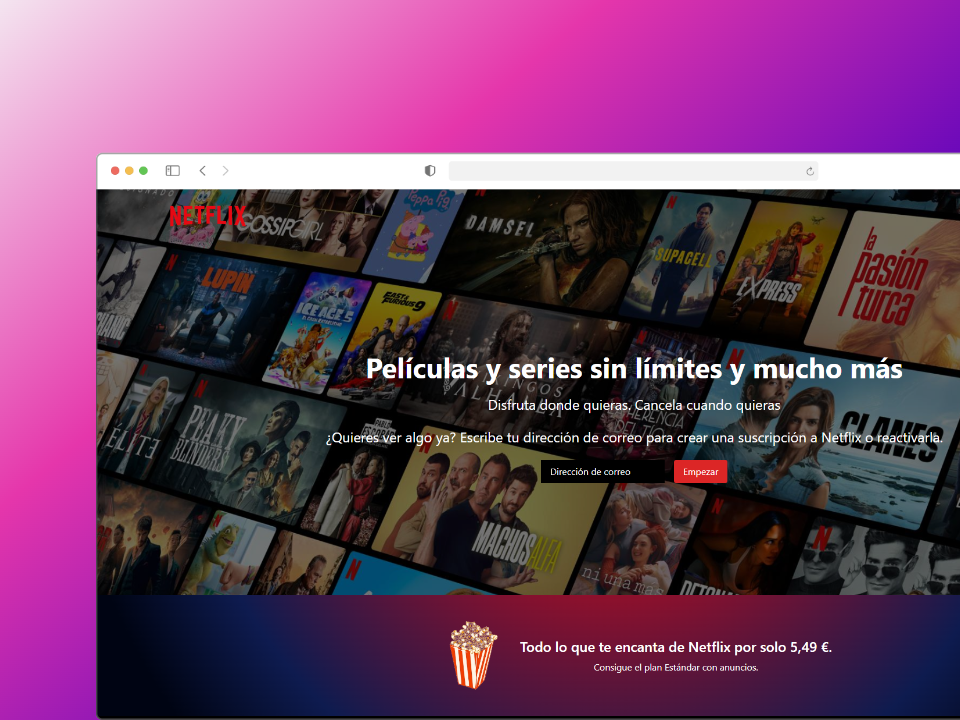 NETFLIX
GOSSIP GIRL
Peppa Pig
DAMSEL
SUPACELL
EXPRESS
la
pasión
turca
LUPIN
ICE AGE 5
FAST &
FURIOUS 9
Películas y series sin límites y mucho más
Disfruta donde quieras. Cancela cuando quieras
¿Quieres ver algo ya? Escribe tu dirección de correo para crear una suscripción a Netflix o reactivarla.
Dirección de correo
Empezar
ÉLITE
PEAKY
BLINDERS
CLANES
MACHOS ALFA
ni una más
Todo lo que te encanta de Netflix por solo 5,49 €.
Consigue el plan Estándar con anuncios.